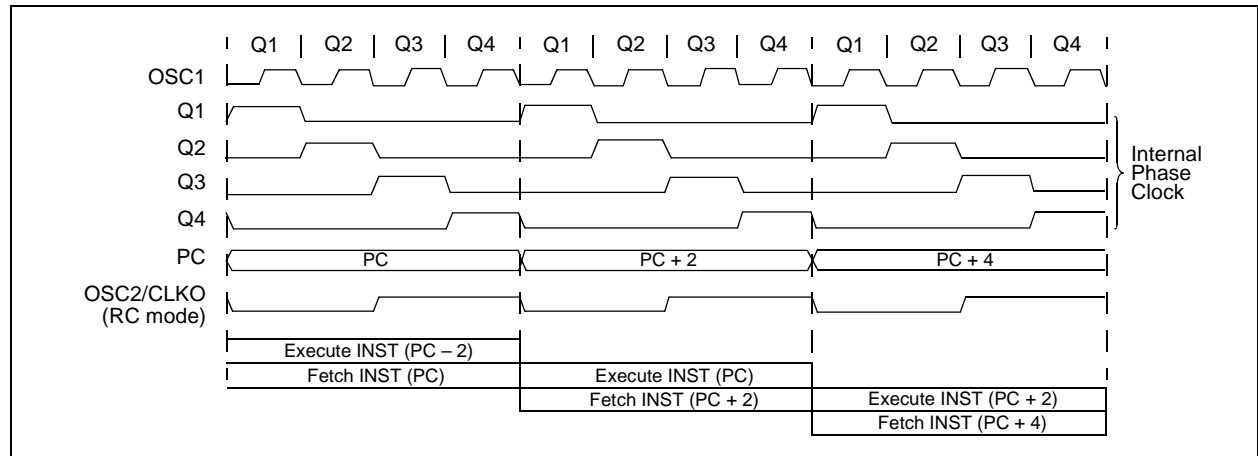 Q1 Q2 Q3 Q4 Q1 Q2 Q3 Q4 Q1 Q2 Q3 Q4
OSC1
Q1
Q2
Q3
Q4
Internal
Phase
Clock
PC PC PC + 2 PC + 4
OSC2/CLKO
(RC mode)
Execute INST (PC – 2)
Fetch INST (PC) Execute INST (PC)
Fetch INST (PC + 2) Execute INST (PC + 2)
Fetch INST (PC + 4)